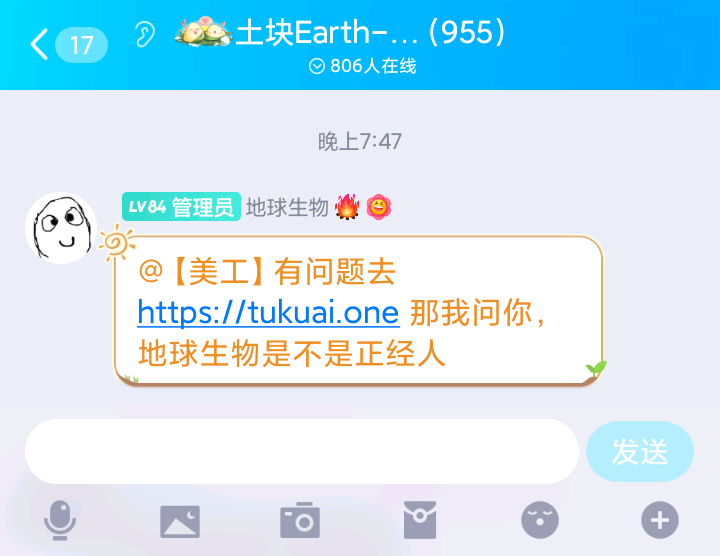 17
土块Earth-...（955）
806人在线
晚上7:47
LV84 管理员 地球生物
@【美工】有问题去
https://tukuai.one 那我问你，
地球生物是不是正经人
发送